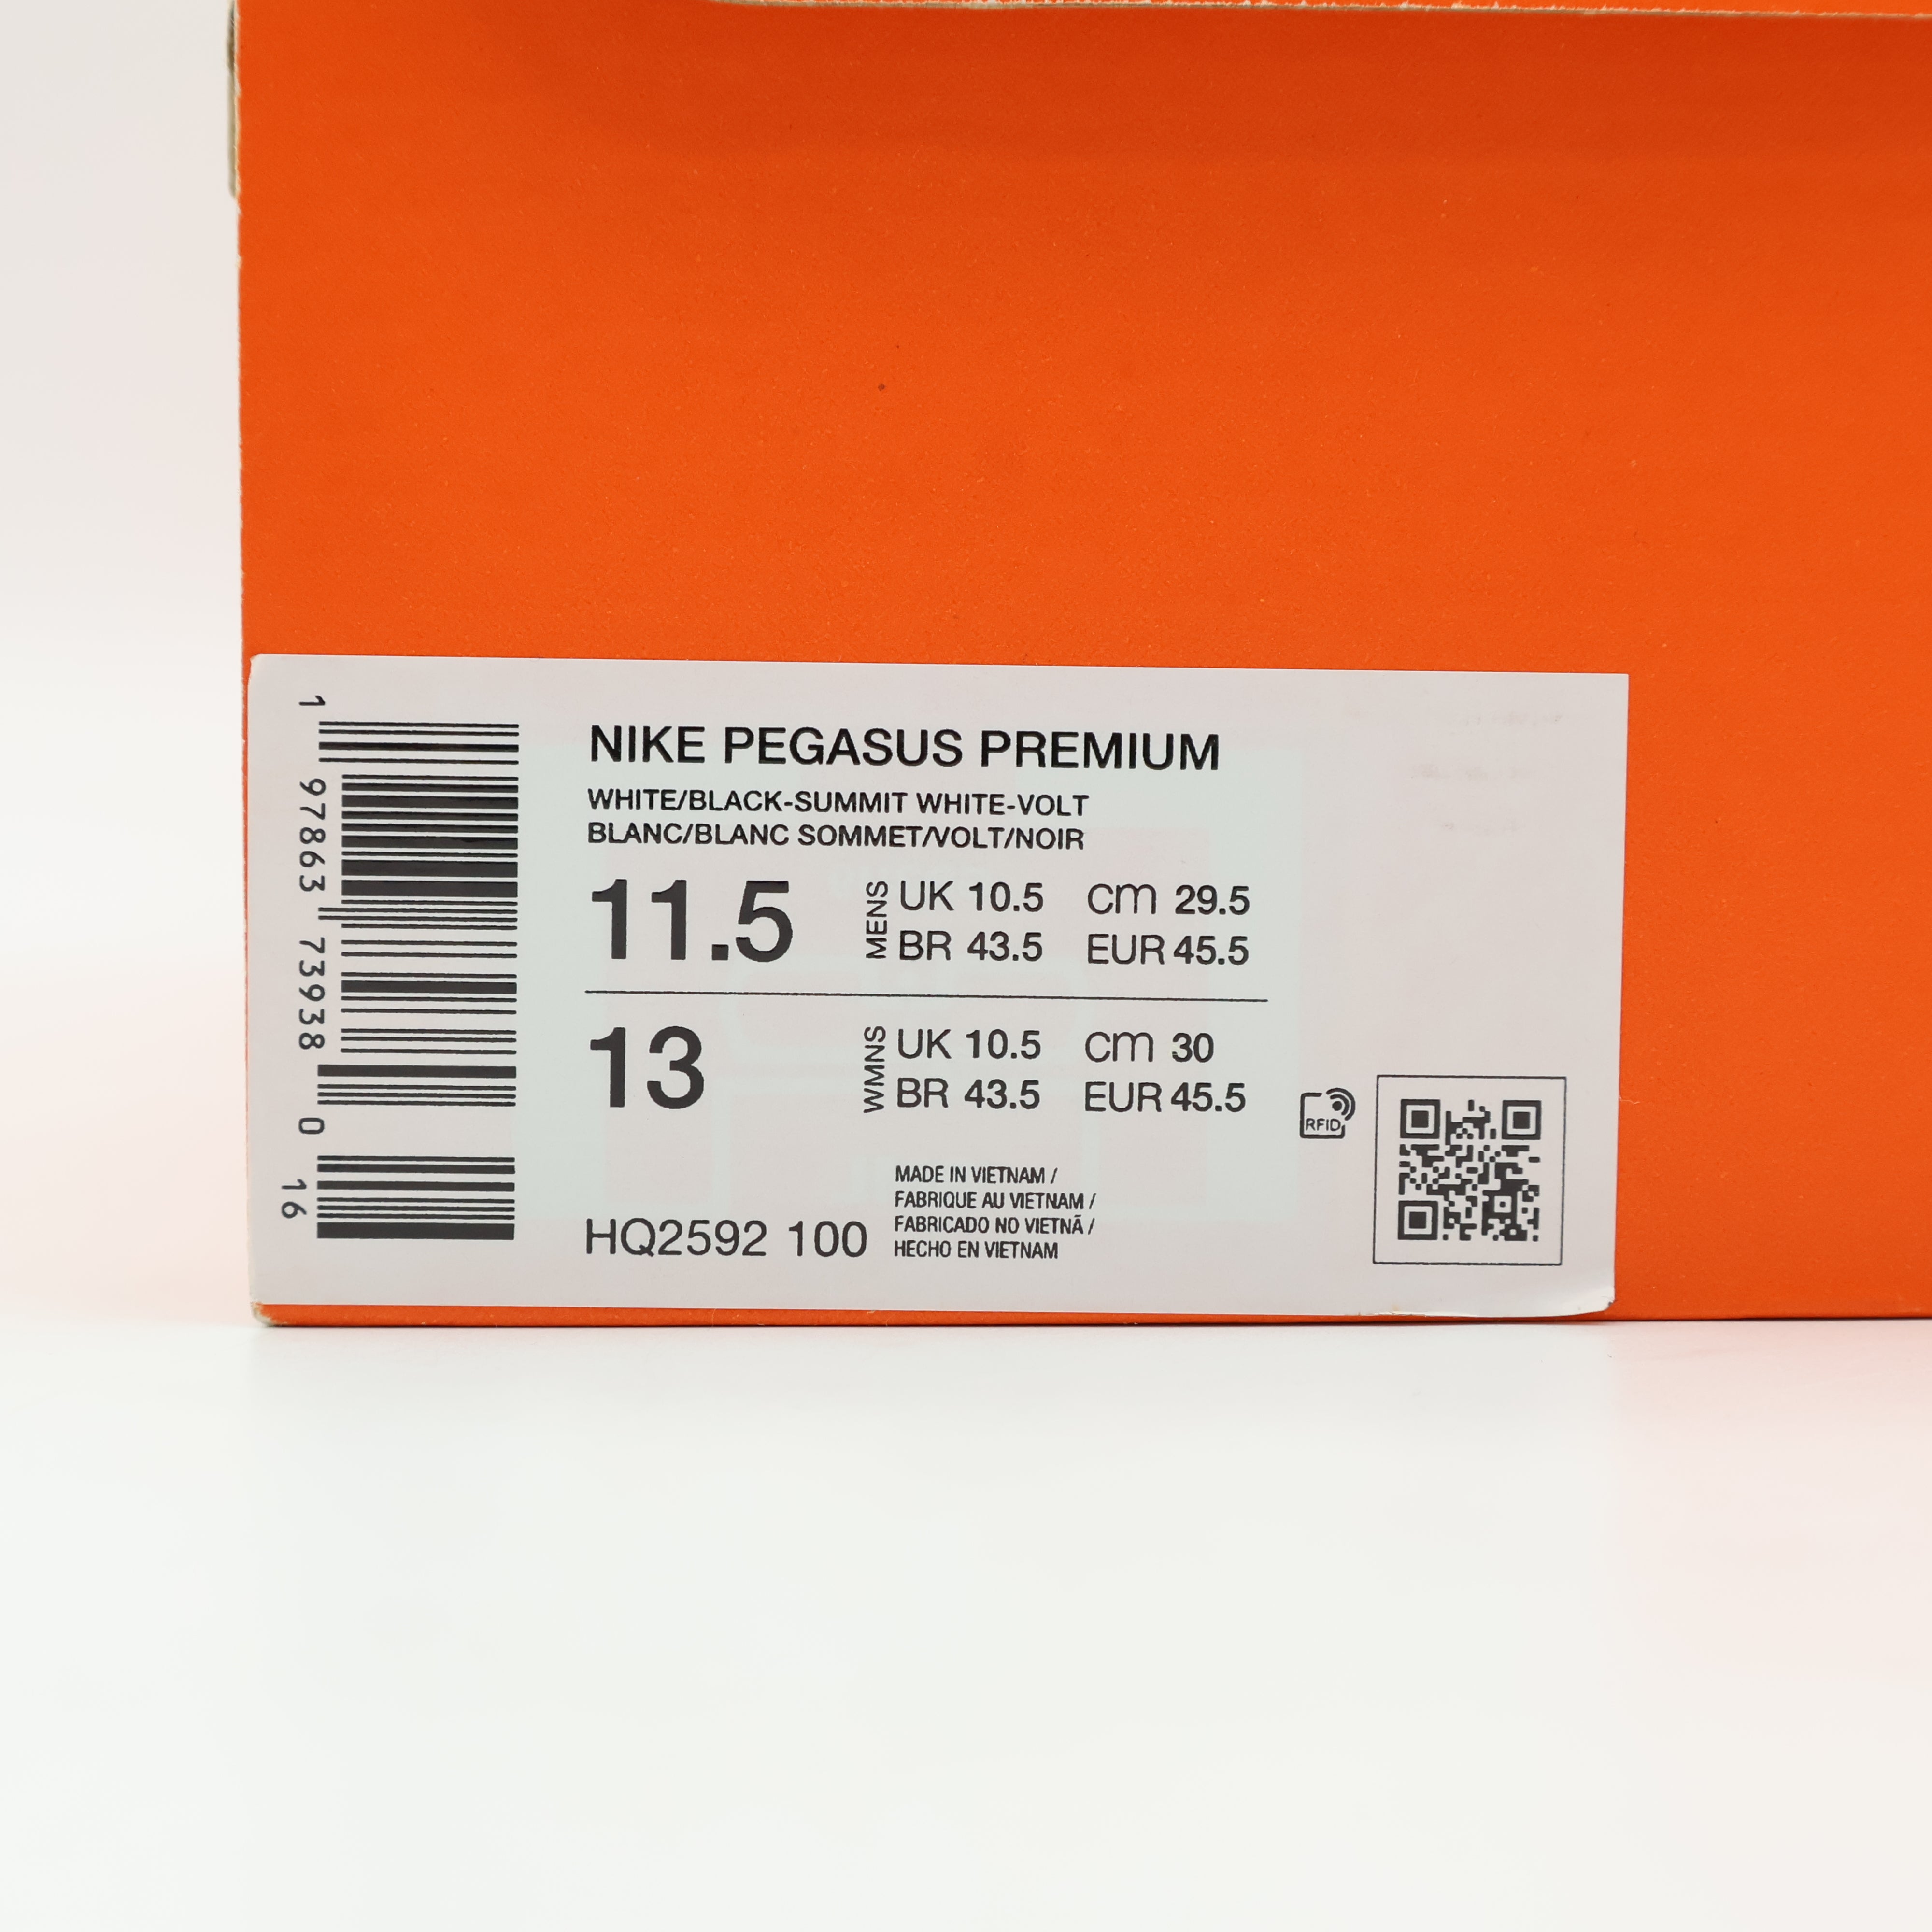 1 97863 73938 0 16
NIKE PEGASUS PREMIUM
WHITE/BLACK-SUMMIT WHITE-VOLT
BLANC/BLANC SOMMET/VOLT/NOIR
11.5 MENS UK 10.5 cm 29.5
BR 43.5 EUR 45.5
13 WMNS UK 10.5 cm 30
BR 43.5 EUR 45.5
RFID
MADE IN VIETNAM /
FABRIQUE AU VIETNAM /
FABRICADO NO VIETNÃ /
HECHO EN VIETNAM
HQ2592 100